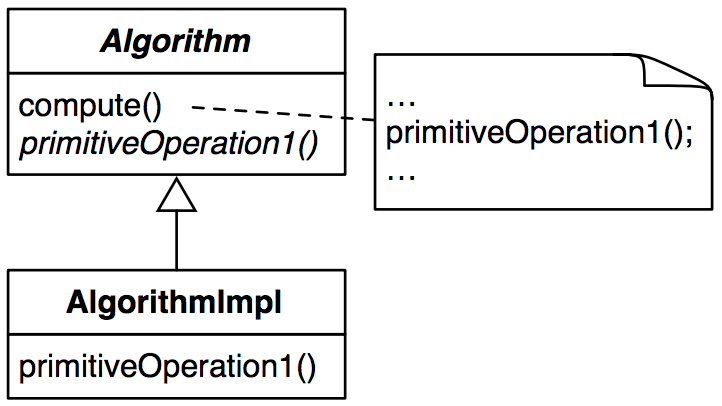 Algorithm
compute()
primitiveOperation1()
…
primitiveOperation1();
…
AlgorithmImpl
primitiveOperation1()